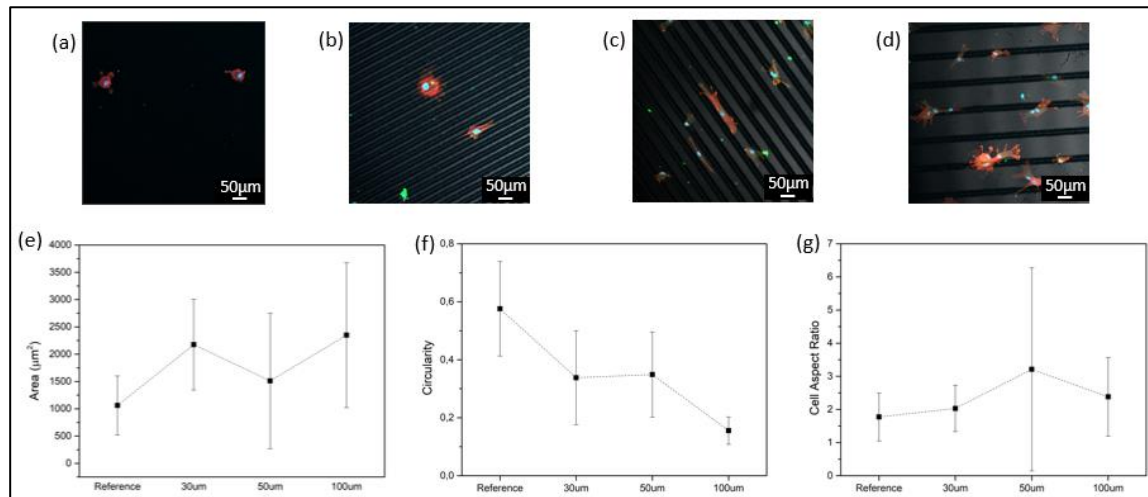 (a)
50µm
(b)
50µm
(c)
50µm
(d)
50µm
(e)
Area (µm²)
4000
3500
3000
2500
2000
1500
1000
500
0
Reference
30um
50um
100um
(f)
Circularity
0,8
0,6
0,4
0,2
0,0
Reference
30um
50um
100um
(g)
Cell Aspect Ratio
7
6
5
4
3
2
1
0
Reference
30um
50um
100um